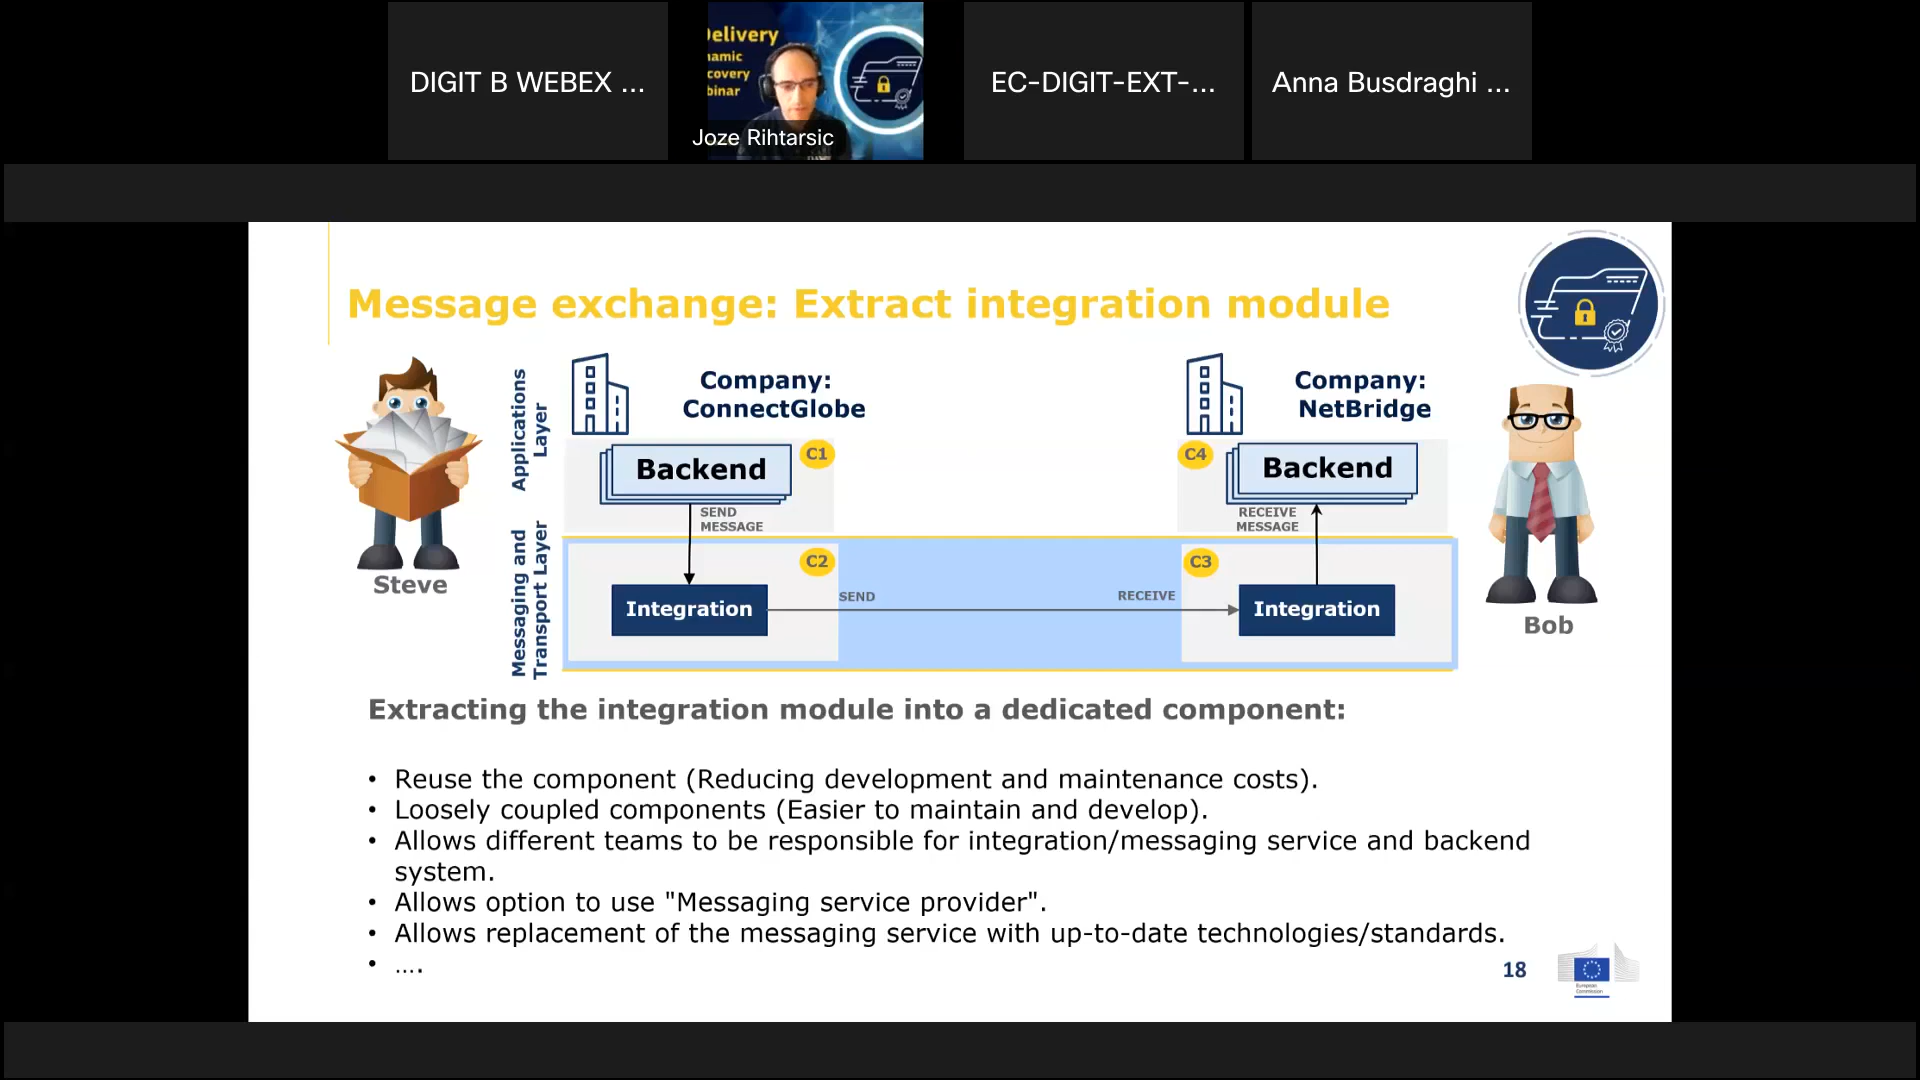 DIGIT B WEBEX ...
Delivery
namic
covery
binar
Joze Rihtarsic
EC-DIGIT-EXT-...
Anna Busdraghi ...
Message exchange: Extract integration module
Applications
Layer
Company:
ConnectGlobe
Company:
NetBridge
Backend
C1
C4
Backend
SEND
MESSAGE
RECEIVE
MESSAGE
Steve
Messaging and
Transport Layer
C2
C3
Integration
SEND
RECEIVE
Integration
Bob
Extracting the integration module into a dedicated component:
• Reuse the component (Reducing development and maintenance costs).
• Loosely coupled components (Easier to maintain and develop).
• Allows different teams to be responsible for integration/messaging service and backend
system.
• Allows option to use "Messaging service provider".
• Allows replacement of the messaging service with up-to-date technologies/standards.
• ....
18
European
Commission